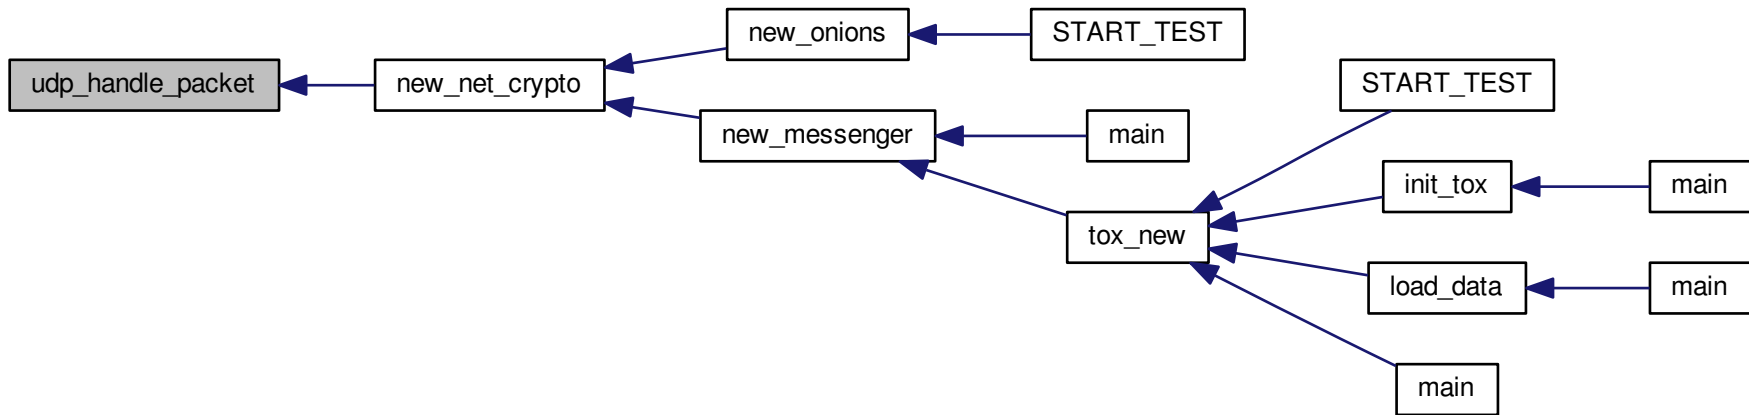 udp_handle_packet
new_net_crypto
new_onions
START_TEST
new_messenger
main
tox_new
START_TEST
init_tox
main
load_data
main
main